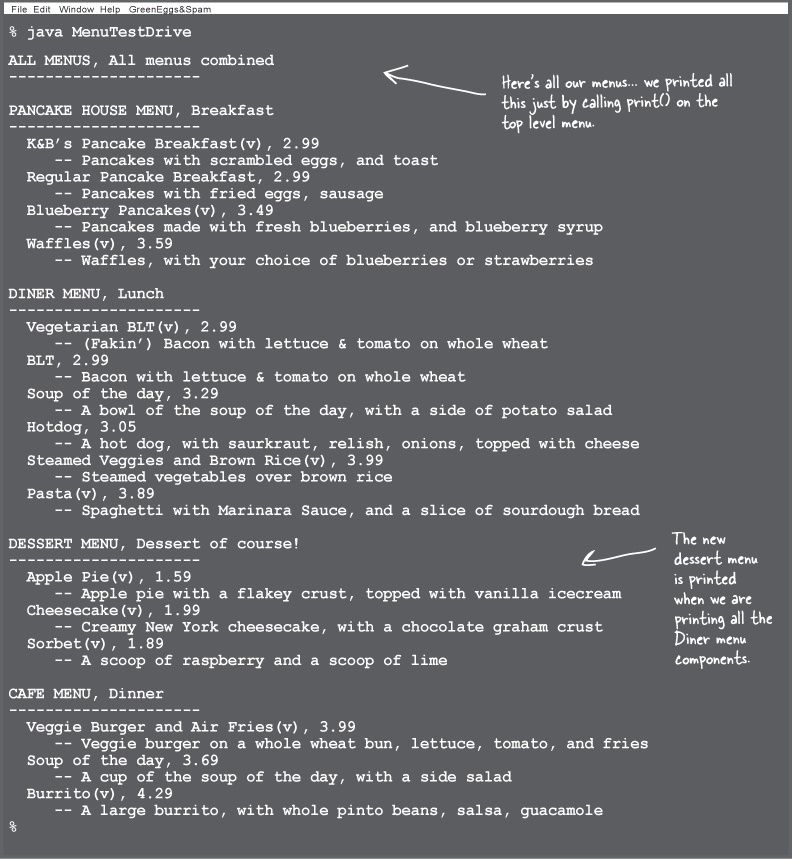 File Edit Window Help GreenEggs&Spam
% java MenuTestDrive
ALL MENUS, All menus combined
---------------------
Here's all our menus... we printed all
this just by calling print() on the
top level menu.
PANCAKE HOUSE MENU, Breakfast
---------------------
K&B's Pancake Breakfast(v), 2.99
-- Pancakes with scrambled eggs, and toast
Regular Pancake Breakfast, 2.99
-- Pancakes with fried eggs, sausage
Blueberry Pancakes(v), 3.49
-- Pancakes made with fresh blueberries, and blueberry syrup
Waffles(v), 3.59
-- Waffles, with your choice of blueberries or strawberries
DINER MENU, Lunch
---------------------
Vegetarian BLT(v), 2.99
-- (Fakin') Bacon with lettuce & tomato on whole wheat
BLT, 2.99
-- Bacon with lettuce & tomato on whole wheat
Soup of the day, 3.29
-- A bowl of the soup of the day, with a side of potato salad
Hotdog, 3.05
-- A hot dog, with saurkraut, relish, onions, topped with cheese
Steamed Veggies and Brown Rice(v), 3.99
-- Steamed vegetables over brown rice
Pasta(v), 3.89
-- Spaghetti with Marinara Sauce, and a slice of sourdough bread
DESSERT MENU, Dessert of course!
---------------------
Apple Pie(v), 1.59
-- Apple pie with a flakey crust, topped with vanilla icecream
Cheesecake(v), 1.99
-- Creamy New York cheesecake, with a chocolate graham crust
Sorbet(v), 1.89
-- A scoop of raspberry and a scoop of lime
The new
dessert menu
is printed
when we are
printing all the
Diner menu
components.
CAFE MENU, Dinner
---------------------
Veggie Burger and Air Fries(v), 3.99
-- Veggie burger on a whole wheat bun, lettuce, tomato, and fries
Soup of the day, 3.69
-- A cup of the soup of the day, with a side salad
Burrito(v), 4.29
-- A large burrito, with whole pinto beans, salsa, guacamole
%